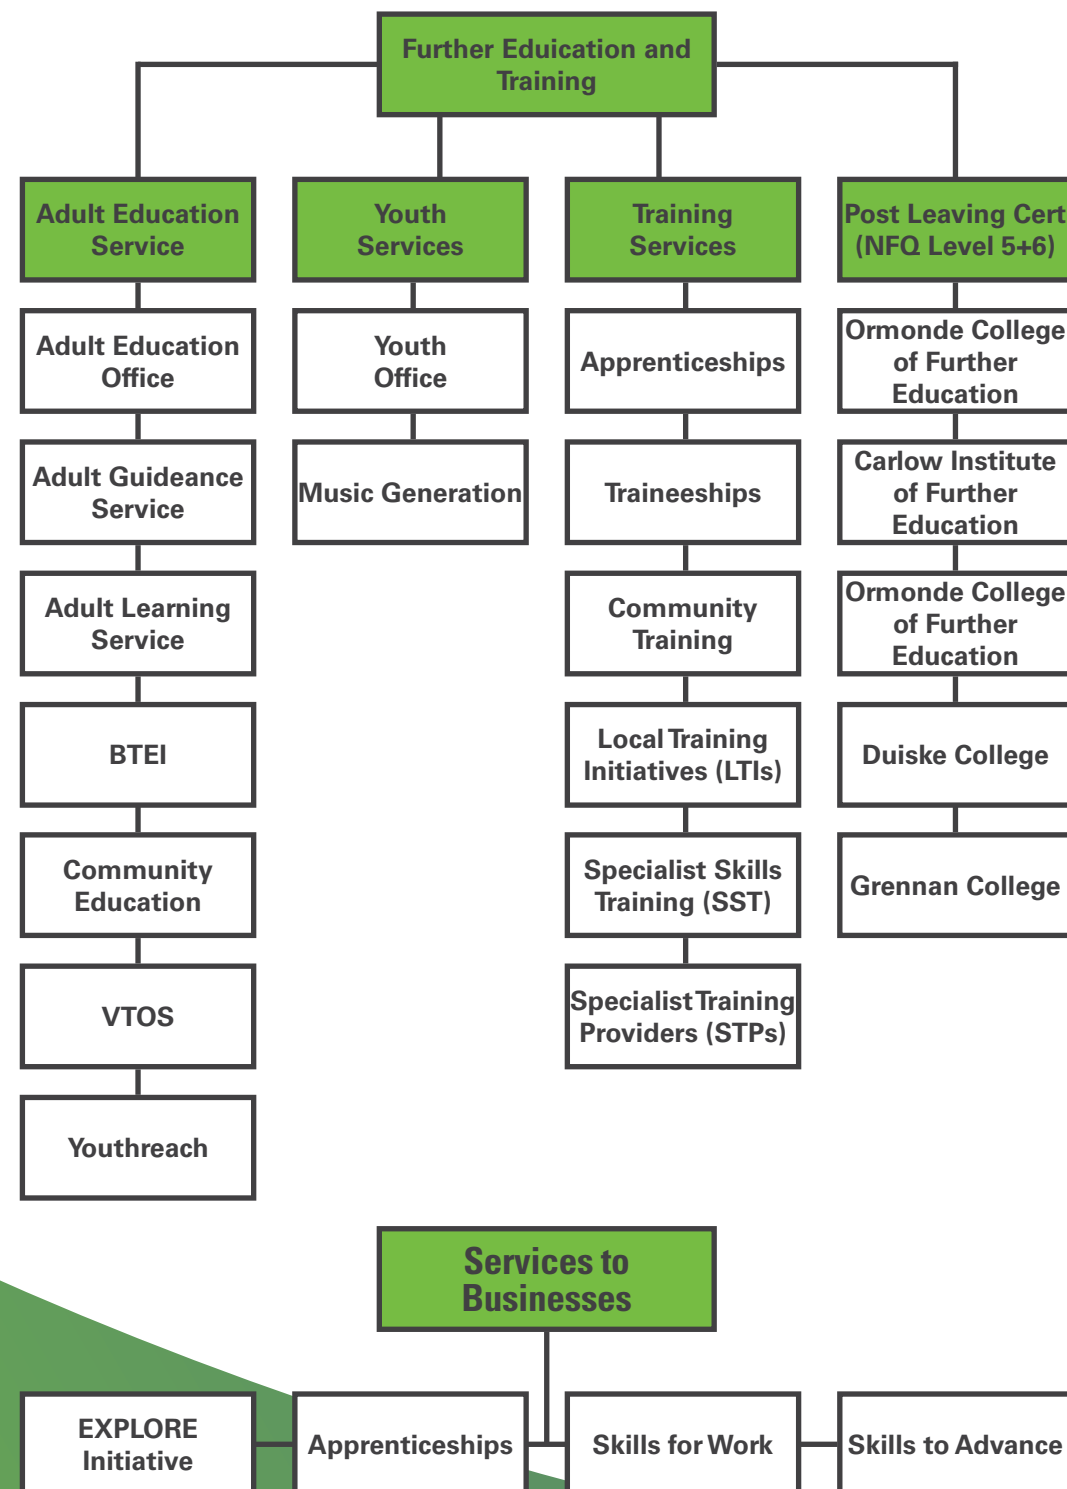 Further Eduication and
Training
Adult Education
Service
Youth
Services
Training
Services
Post Leaving Cert
(NFQ Level 5+6)
Adult Education
Office
Youth
Office
Apprenticeships
Ormonde College
of Further
Education
Adult Guideance
Service
Music Generation
Traineeships
Carlow Institute
of Further
Education
Adult Learning
Service
Community
Training
Ormonde College
of Further
Education
BTEI
Local Training
Initiatives (LTIs)
Duiske College
Community
Education
Specialist Skills
Training (SST)
Grennan College
VTOS
Specialist Training
Providers (STPs)
Youthreach
Services to
Businesses
EXPLORE
Initiative
Apprenticeships
Skills for Work
Skills to Advance